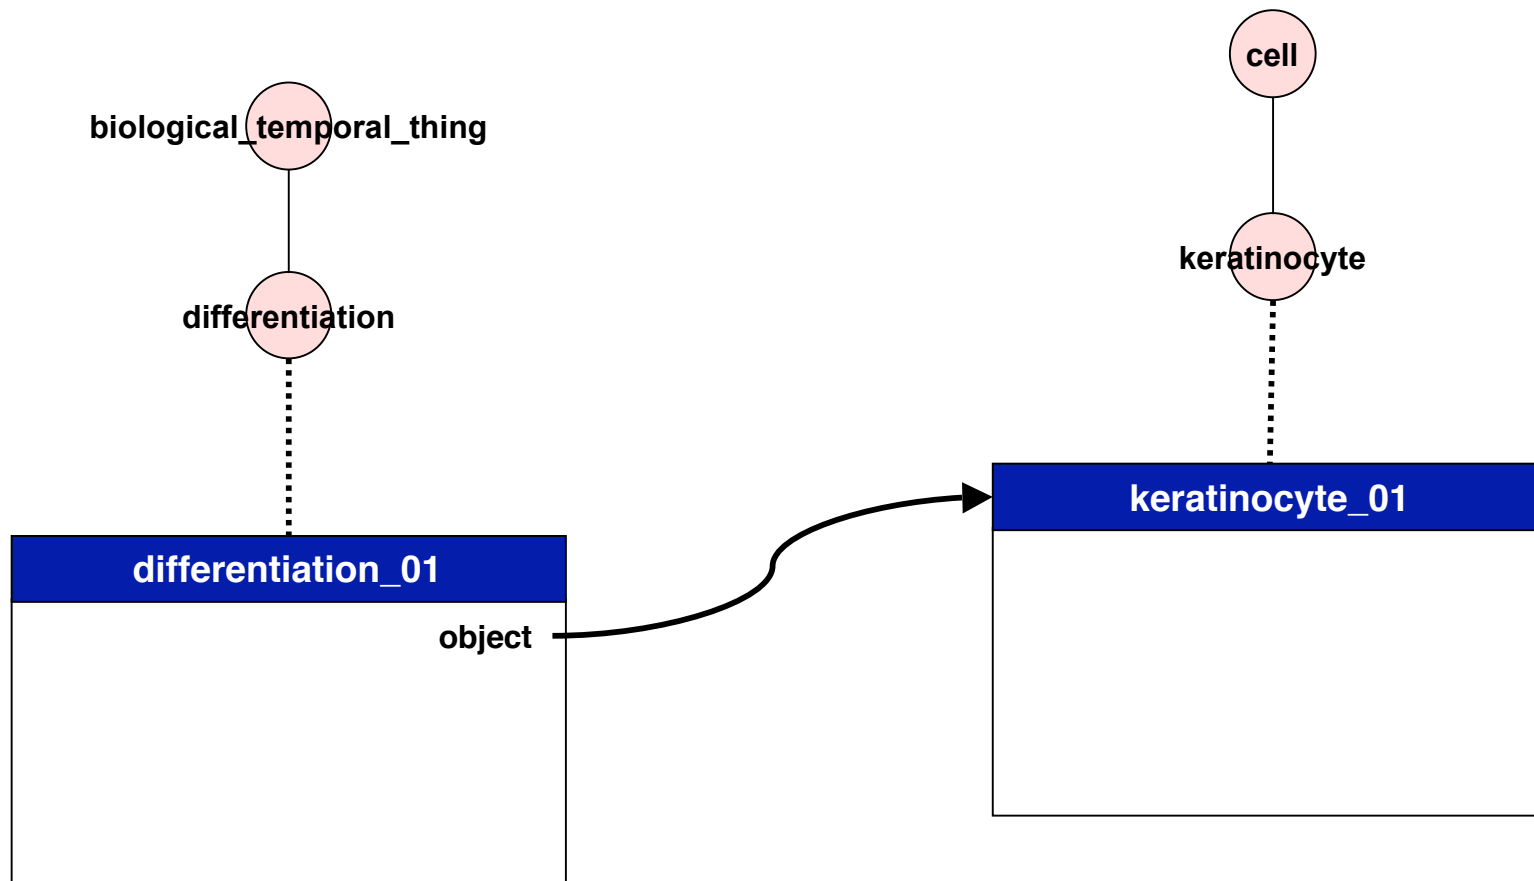 cell
biological_temporal_thing
keratinocyte
differentiation
keratinocyte_01
differentiation_01
object